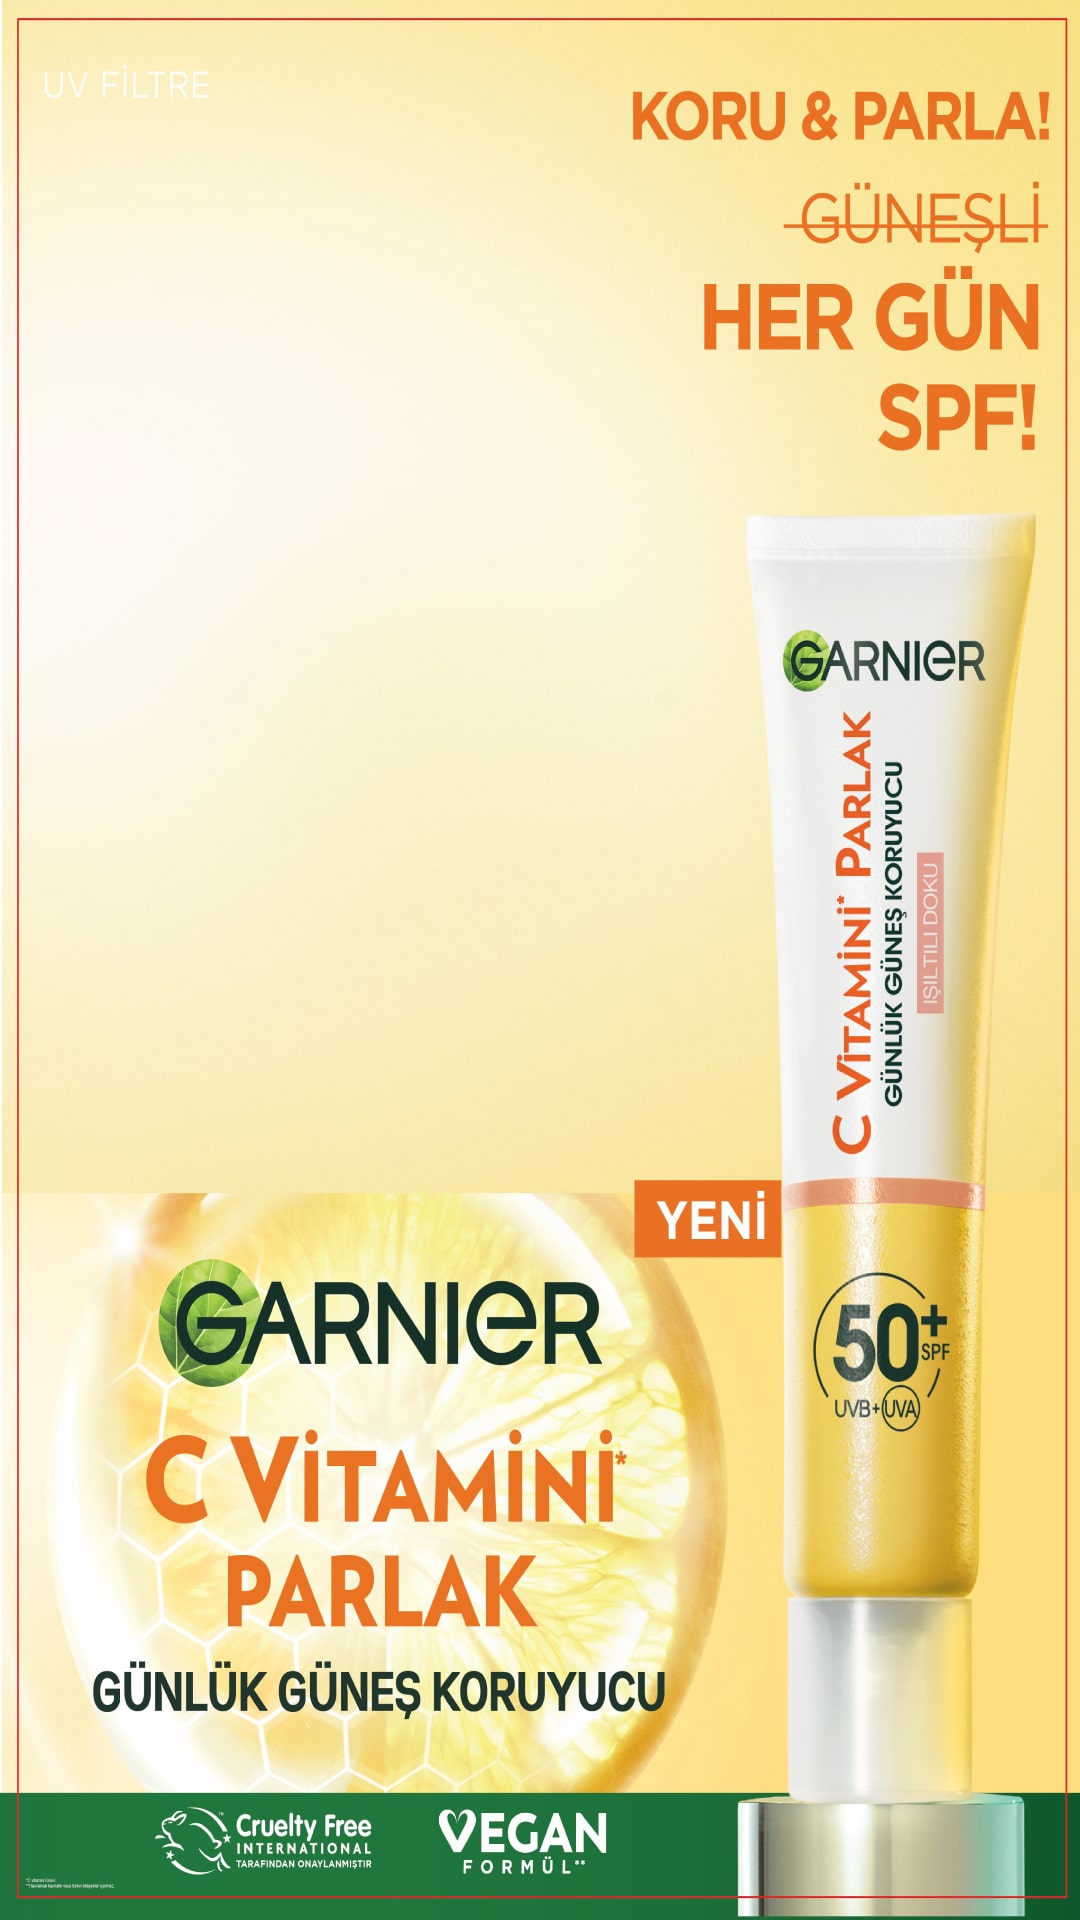 UV FİLTRE
KORU & PARLA!
GÜNEŞLİ
HER GÜN
SPF!
GARNIER
C VİTAMİNİ* PARLAK
GÜNLÜK GÜNEŞ KORUYUCU
IŞILTILI DOKU
YENİ
50+
SPF
UVB+UVA
GARNIER
C VİTAMİNİ*
PARLAK
GÜNLÜK GÜNEŞ KORUYUCU
Cruelty Free
INTERNATIONAL
TARAFINDAN ONAYLANMIŞTIR
VEGAN
FORMÜL**